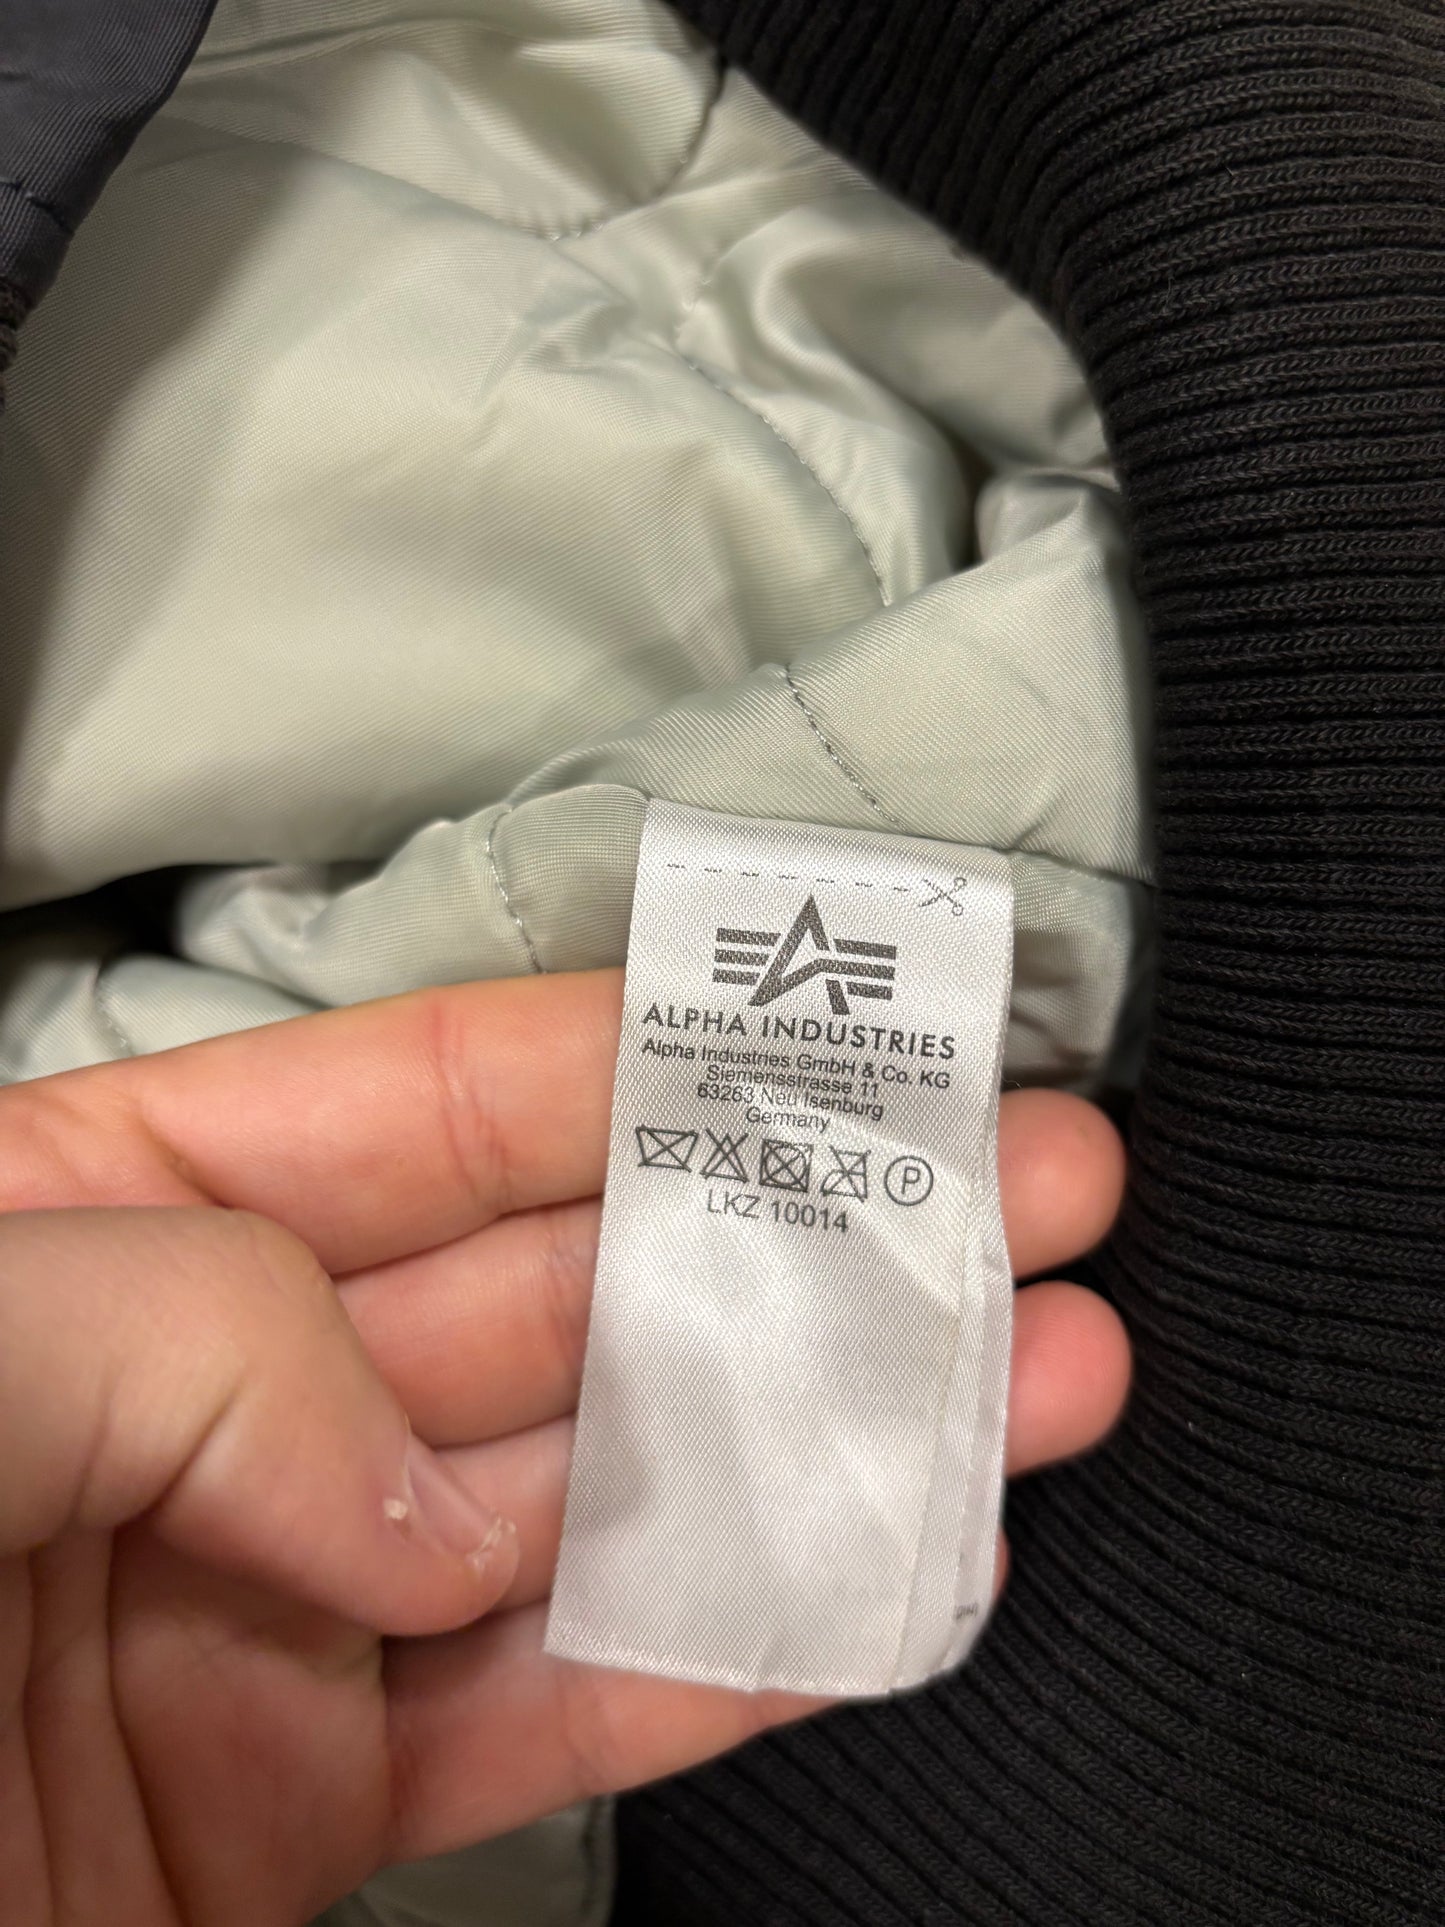 ALPHA INDUSTRIES
Alpha Industries GmbH & Co. KG
Siemensstrasse 11
63263 Neu Isenburg
Germany
P
LKZ 10014